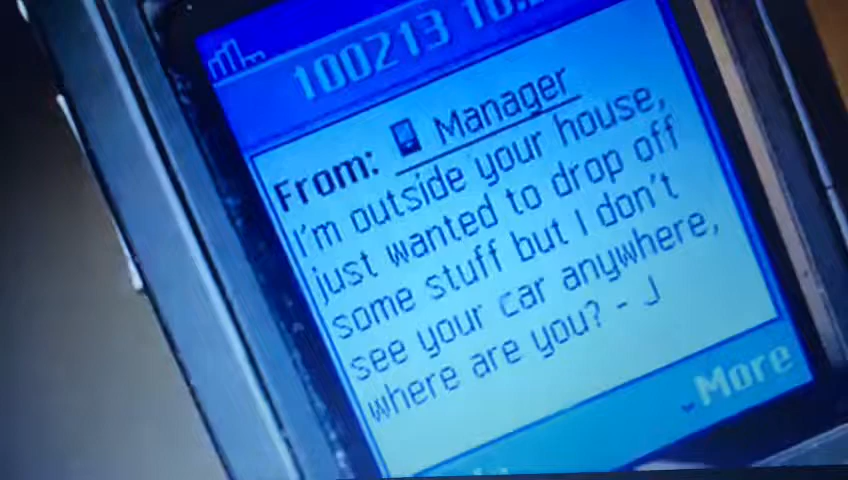 100213
From: Manager
I'm outside your house,
just wanted to drop off
some stuff but I don't
see your car anywhere,
where are you? - J
More